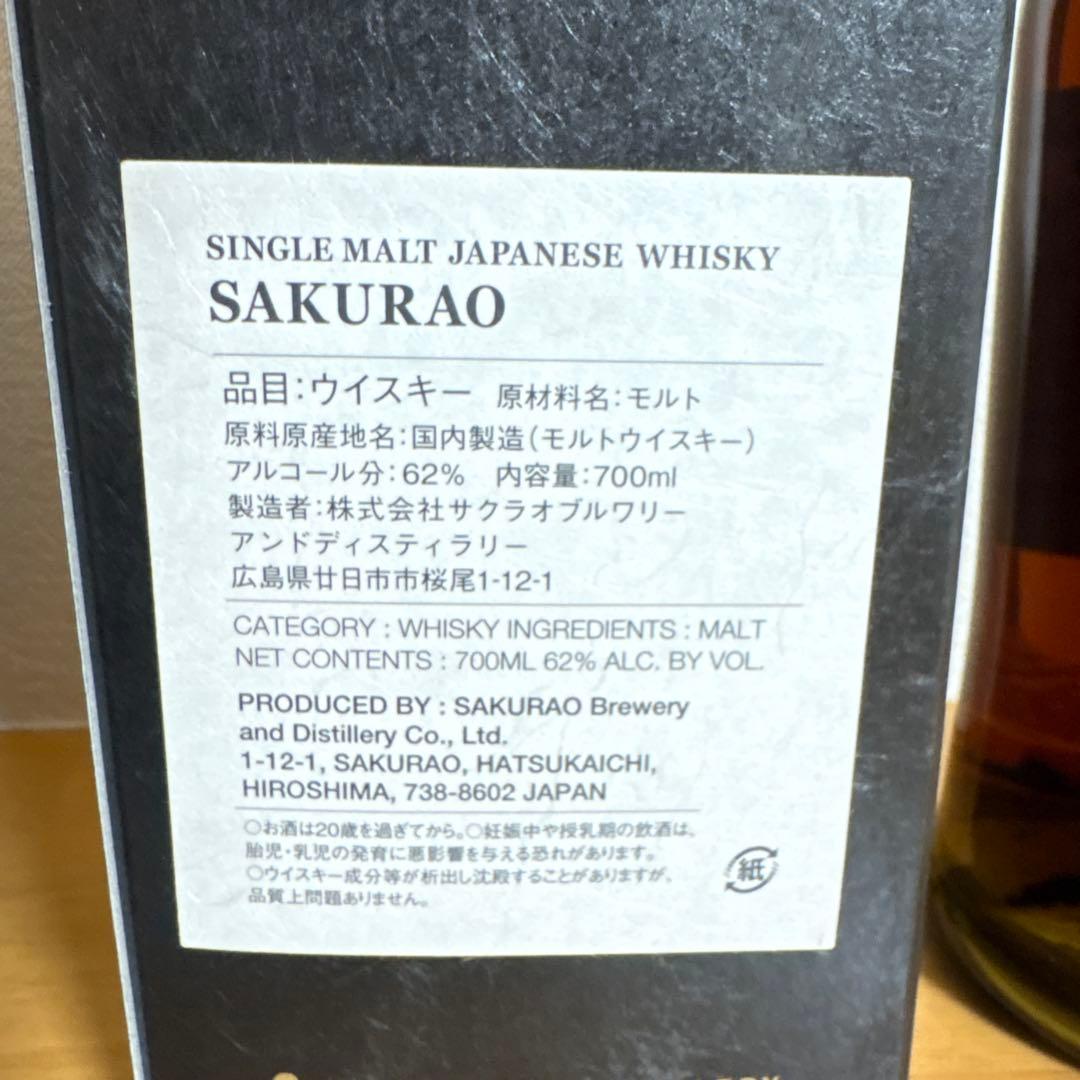 SINGLE MALT JAPANESE WHISKY
SAKURAO
品目:ウイスキー 原材料名:モルト
原料原産地名:国内製造(モルトウイスキー)
アルコール分:62% 内容量:700ml
製造者:株式会社サクラオブルワリー
アンドディスティラリー
広島県廿日市市桜尾1-12-1
CATEGORY : WHISKY INGREDIENTS : MALT
NET CONTENTS : 700ML 62% ALC. BY VOL.
PRODUCED BY : SAKURAO Brewery
and Distillery Co., Ltd.
1-12-1, SAKURAO, HATSUKAICHI,
HIROSHIMA, 738-8602 JAPAN
○お酒は20歳を過ぎてから。○妊娠中や授乳期の飲酒は、
胎児・乳児の発育に悪影響を与える恐れがあります。
○ウイスキー成分等が析出し沈殿することがありますが、
品質上問題ありません。
紙